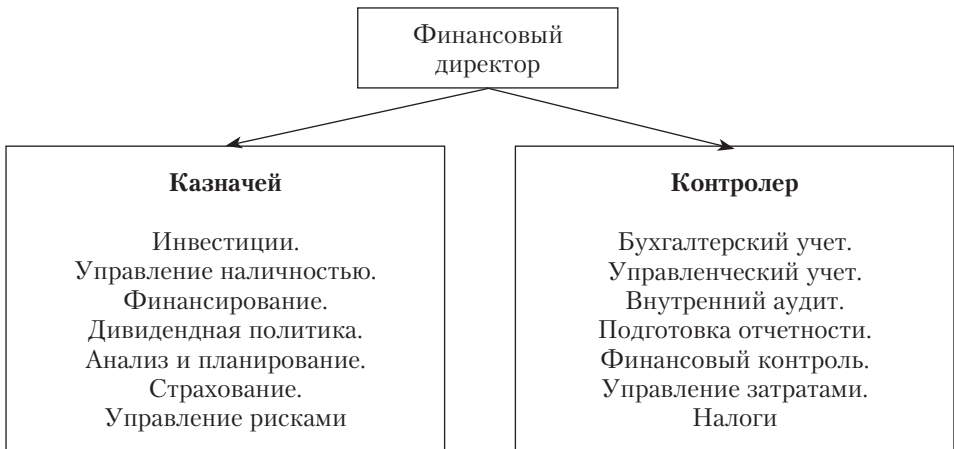 Финансовый
директор
Казначей
Инвестиции.
Управление наличностью.
Финансирование.
Дивидендная политика.
Анализ и планирование.
Страхование.
Управление рисками
Контролер
Бухгалтерский учет.
Управленческий учет.
Внутренний аудит.
Подготовка отчетности.
Финансовый контроль.
Управление затратами.
Налоги